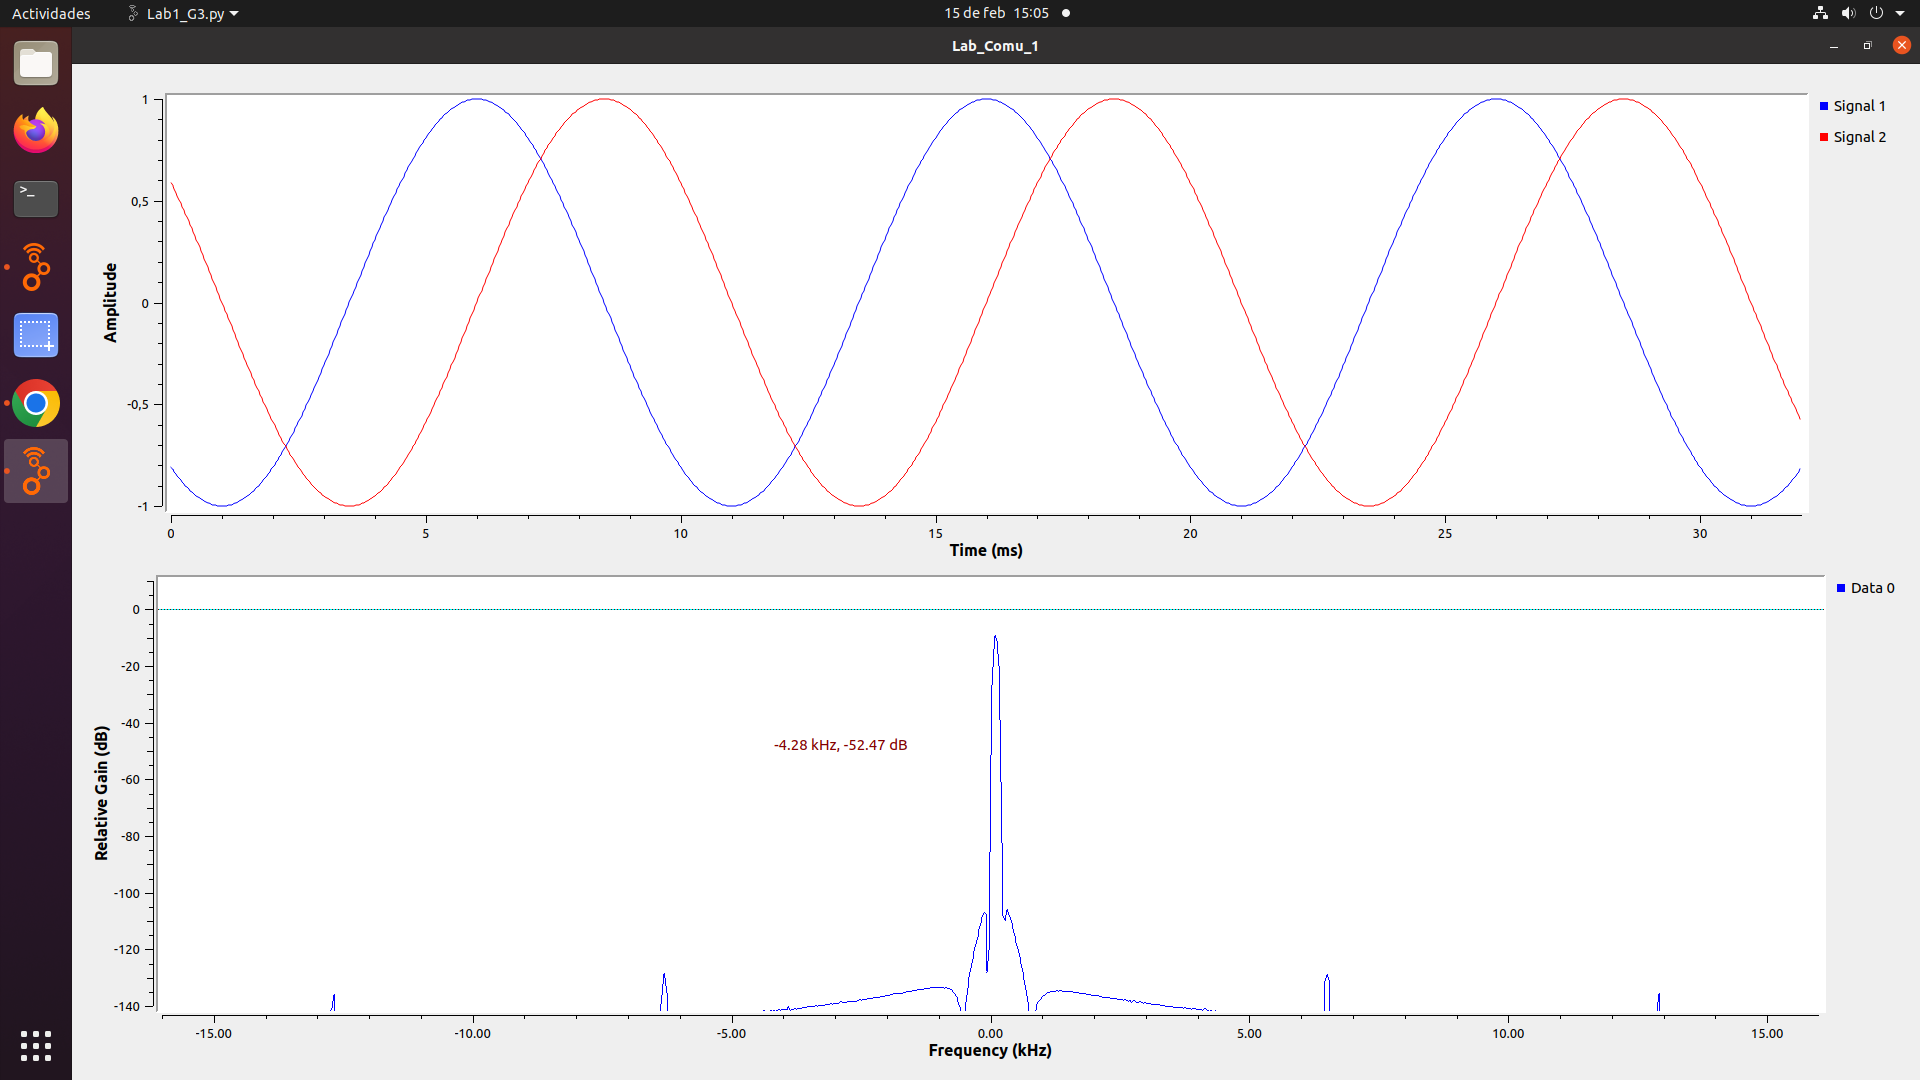 Actividades
Lab1_G3.py
15 de feb 15:05
Lab_Comu_1
>_
1
0,5
0
-0,5
-1
Amplitude
0 5 10 15 20 25 30
Time (ms)
Signal 1
Signal 2
0
-20
-40
-60
-80
-100
-120
-140
Relative Gain (dB)
-4.28 kHz, -52.47 dB
Data 0
-15.00 -10.00 -5.00 0.00 5.00 10.00 15.00
Frequency (kHz)